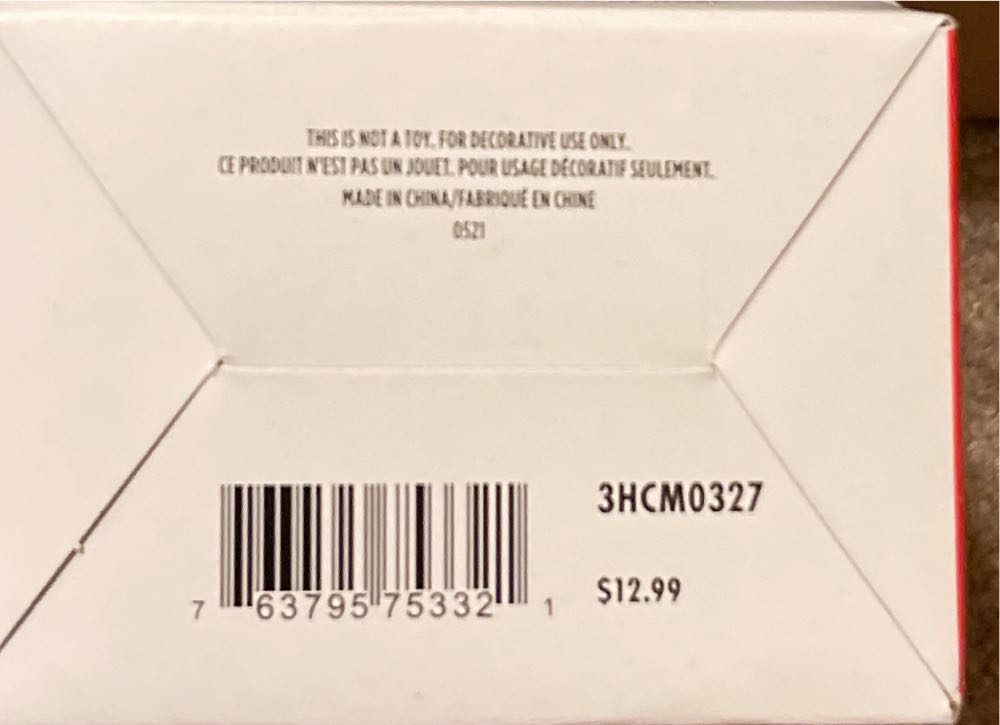 THIS IS NOT A TOY. FOR DECORATIVE USE ONLY.
CE PRODUIT N'EST PAS UN JOUET. POUR USAGE DÉCORATIF SEULEMENT.
MADE IN CHINA/FABRIQUÉ EN CHINE
0521
3HCM0327
$12.99
7 63795 75332 1